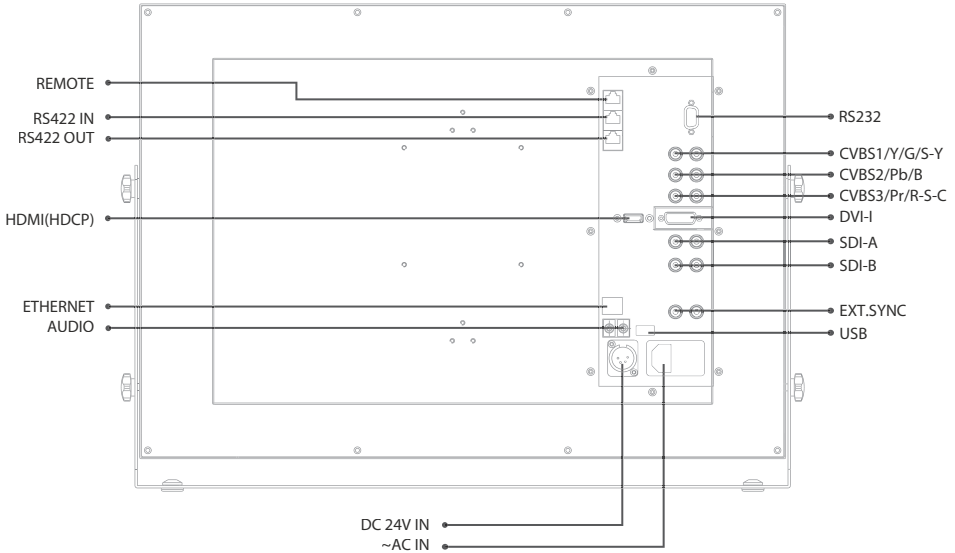 REMOTE
RS422 IN
RS422 OUT
HDMI(HDCP)
ETHERNET
AUDIO
RS232
CVBS1/Y/G/S-Y
CVBS2/Pb/B
CVBS3/Pr/R-S-C
DVI-I
SDI-A
SDI-B
EXT.SYNC
USB
DC 24V IN
~AC IN